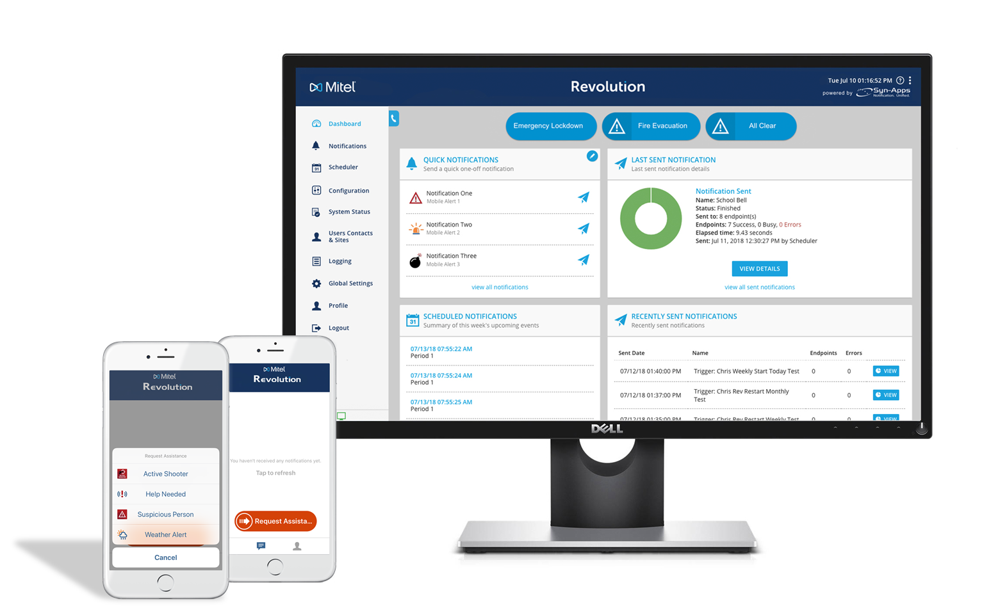 Mitel
Revolution
Tue Jul 10 01:16:52 PM
powered by Syn-Apps
Notification. Unified.
Dashboard
Notifications
31
Scheduler
Configuration
System Status
Users Contacts
& Sites
Logging
Global Settings
Profile
Logout
Emergency Lockdown
Fire Evacuation
All Clear
QUICK NOTIFICATIONS
Send a quick one-off notification
Notification One
Mobile Alert 1
Notification Two
Mobile Alert 2
Notification Three
Mobile Alert 3
view all notifications
LAST SENT NOTIFICATION
Last sent notification details
Notification Sent
Name: School Bell
Status: Finished
Sent to: 8 endpoint(s)
Endpoints: 7 Success, 0 Busy, 0 Errors
Elapsed time: 9.43 seconds
Sent: Jul 11, 2018 12:30:27 PM by Scheduler
VIEW DETAILS
view all sent notifications
31
SCHEDULED NOTIFICATIONS
Summary of this week's upcoming events
07/13/18 07:55:22 AM
Period 1
07/13/18 07:55:24 AM
Period 1
07/13/18 07:55:25 AM
Period 1
RECENTLY SENT NOTIFICATIONS
Recently sent notifications
Sent Date Name Endpoints Errors
07/12/18 01:40:00 PM Trigger: Chris Weekly Start Today Test 0 0 VIEW
07/12/18 01:37:00 PM Trigger: Chris Rev Restart Monthly
Test 0 0 VIEW
07/12/18 01:35:00 PM Trigger: Chris Rev Restart Weekly Test 0 0 VIEW
DELL
Mitel
Revolution
Request Assistance
Active Shooter
Help Needed
Suspicious Person
Weather Alert
Cancel
Mitel
Revolution
You haven't received any notifications yet.
Tap to refresh
Request Assista...